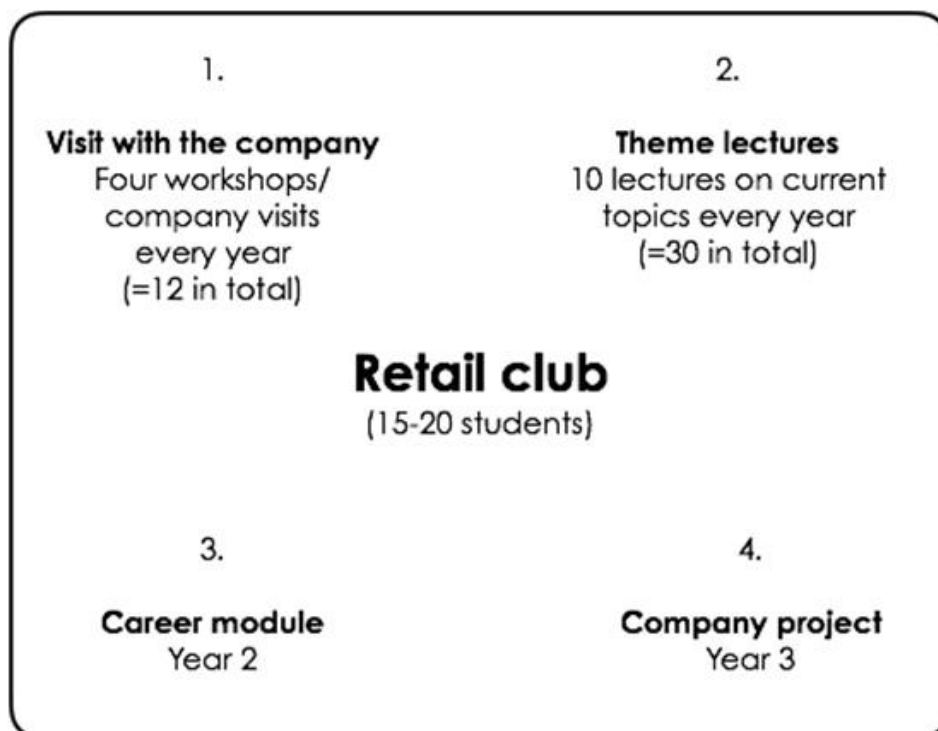 1.
Visit with the company
Four workshops/
company visits
every year
(=12 in total)
2.
Theme lectures
10 lectures on current
topics every year
(=30 in total)
Retail club
(15-20 students)
3.
Career module
Year 2
4.
Company project
Year 3